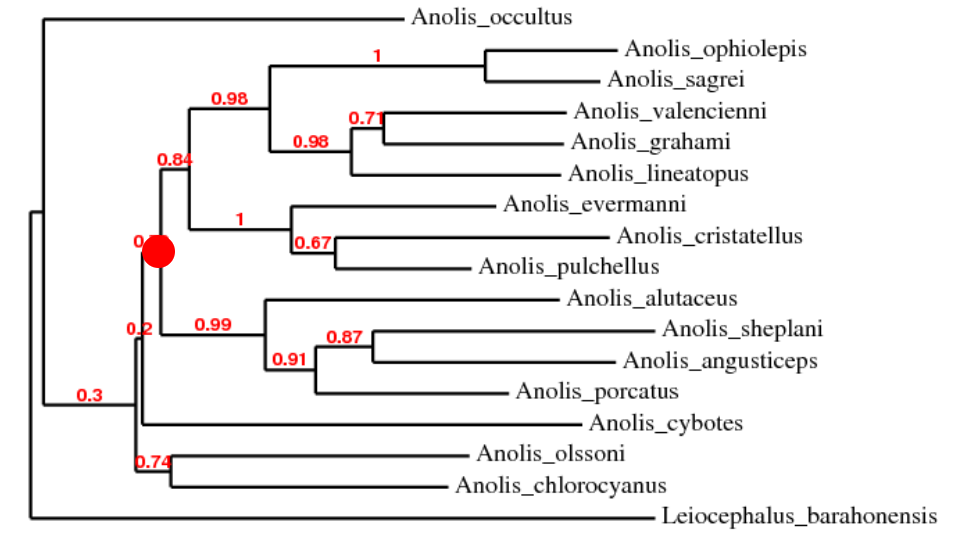 Anolis_occultus
1
Anolis_ophiolepis
Anolis_sagrei
0.98
Anolis_valencienni
0.71
Anolis_grahami
0.98
Anolis_lineatopus
0.84
Anolis_evermanni
1
Anolis_cristatellus
0.67
Anolis_pulchellus
Anolis_alutaceus
0.99
Anolis_sheplani
0.87
Anolis_angusticeps
0.91
Anolis_porcatus
0.2
0.3
Anolis_cybotes
Anolis_olssoni
0.74
Anolis_chlorocyanus
Leiocephalus_barahonensis